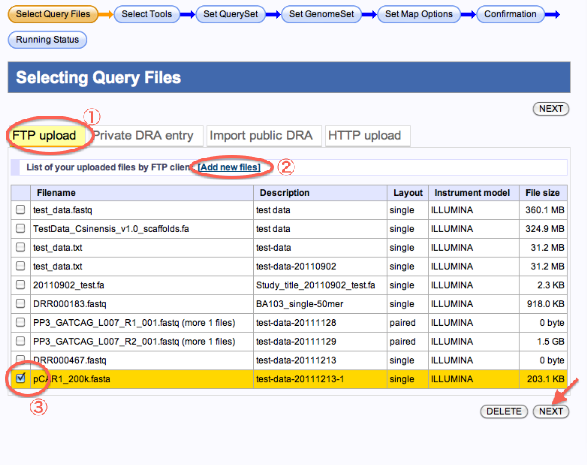 Select Query Files Select Tools Set QuerySet Set GenomeSet Set Map Options Confirmation
Running Status
Selecting Query Files
NEXT
①
FTP upload Private DRA entry Import public DRA HTTP upload
List of your uploaded files by FTP client [Add new files] ②
Filename Description Layout Instrument model File size
test_data.fastq test data single ILLUMINA 360.1 MB
TestData_Csinensis_v1.0_scaffolds.fa test data single ILLUMINA 324.9 MB
test_data.txt test-data single ILLUMINA 31.2 MB
test_data.txt test-data-20110902 single ILLUMINA 31.2 MB
20110902_test.fa Study_title_20110902_test.fa single ILLUMINA 2.3 KB
DRR000183.fastq BA103_single-50mer single ILLUMINA 918.0 KB
PP3_GATCAG_L007_R1_001.fastq (more 1 files) test-data-20111128 paired ILLUMINA 0 byte
PP3_GATCAG_L007_R2_001.fastq (more 1 files) test-data-20111129 paired ILLUMINA 1.5 GB
DRR000467.fastq test-data-20111213 single ILLUMINA 0 byte
pCAR1_200k.fasta test-data-20111213-1 single ILLUMINA 203.1 KB
③
DELETE NEXT